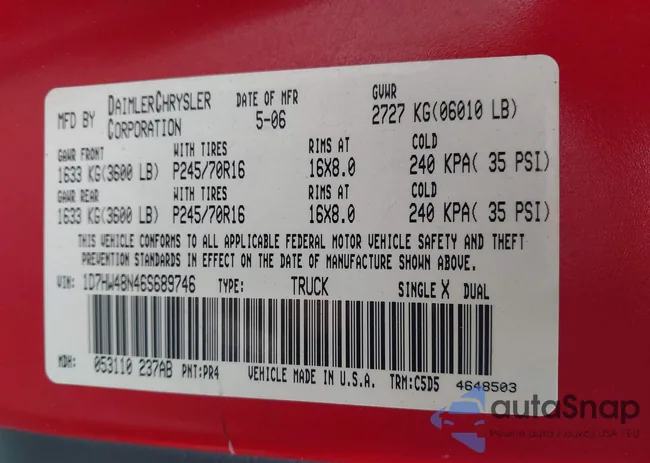 MFD BY DAIMLERCHRYSLER CORPORATION DATE OF MFR 5-06 GVWR 2727 KG(06010 LB)
GAWR FRONT WITH TIRES RIMS AT COLD
1633 KG(3600 LB) P245/70R16 16X8.0 240 KPA( 35 PSI)
GAWR REAR WITH TIRES RIMS AT COLD
1633 KG(3600 LB) P245/70R16 16X8.0 240 KPA( 35 PSI)
THIS VEHICLE CONFORMS TO ALL APPLICABLE FEDERAL MOTOR VEHICLE SAFETY AND THEFT
PREVENTION STANDARDS IN EFFECT ON THE DATE OF MANUFACTURE SHOWN ABOVE.
VIN: 1D7HW48N46S689746 TYPE: TRUCK SINGLE X DUAL
MDH: 053110 237AB PNT:PR4 VEHICLE MADE IN U.S.A. TRM:C5D5 4648503
autaSnap